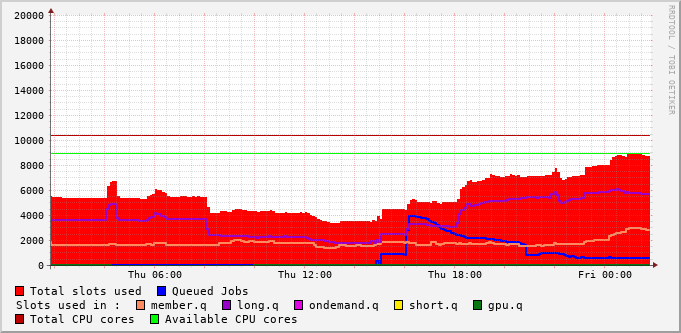 20000
18000
16000
14000
12000
10000
8000
6000
4000
2000
0
Thu 06:00 Thu 12:00 Thu 18:00 Fri 00:00
Total slots used Queued Jobs
Slots used in : member.q long.q ondemand.q short.q gpu.q
Total CPU cores Available CPU cores
RRDTOOL / TOBI OETIKER